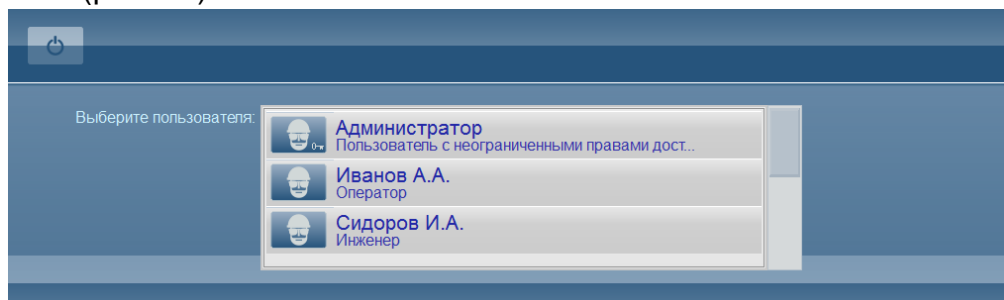 Выберите пользователя:
Администратор
Пользователь с неограниченными правами дост...
Иванов А.А.
Оператор
Сидоров И.А.
Инженер